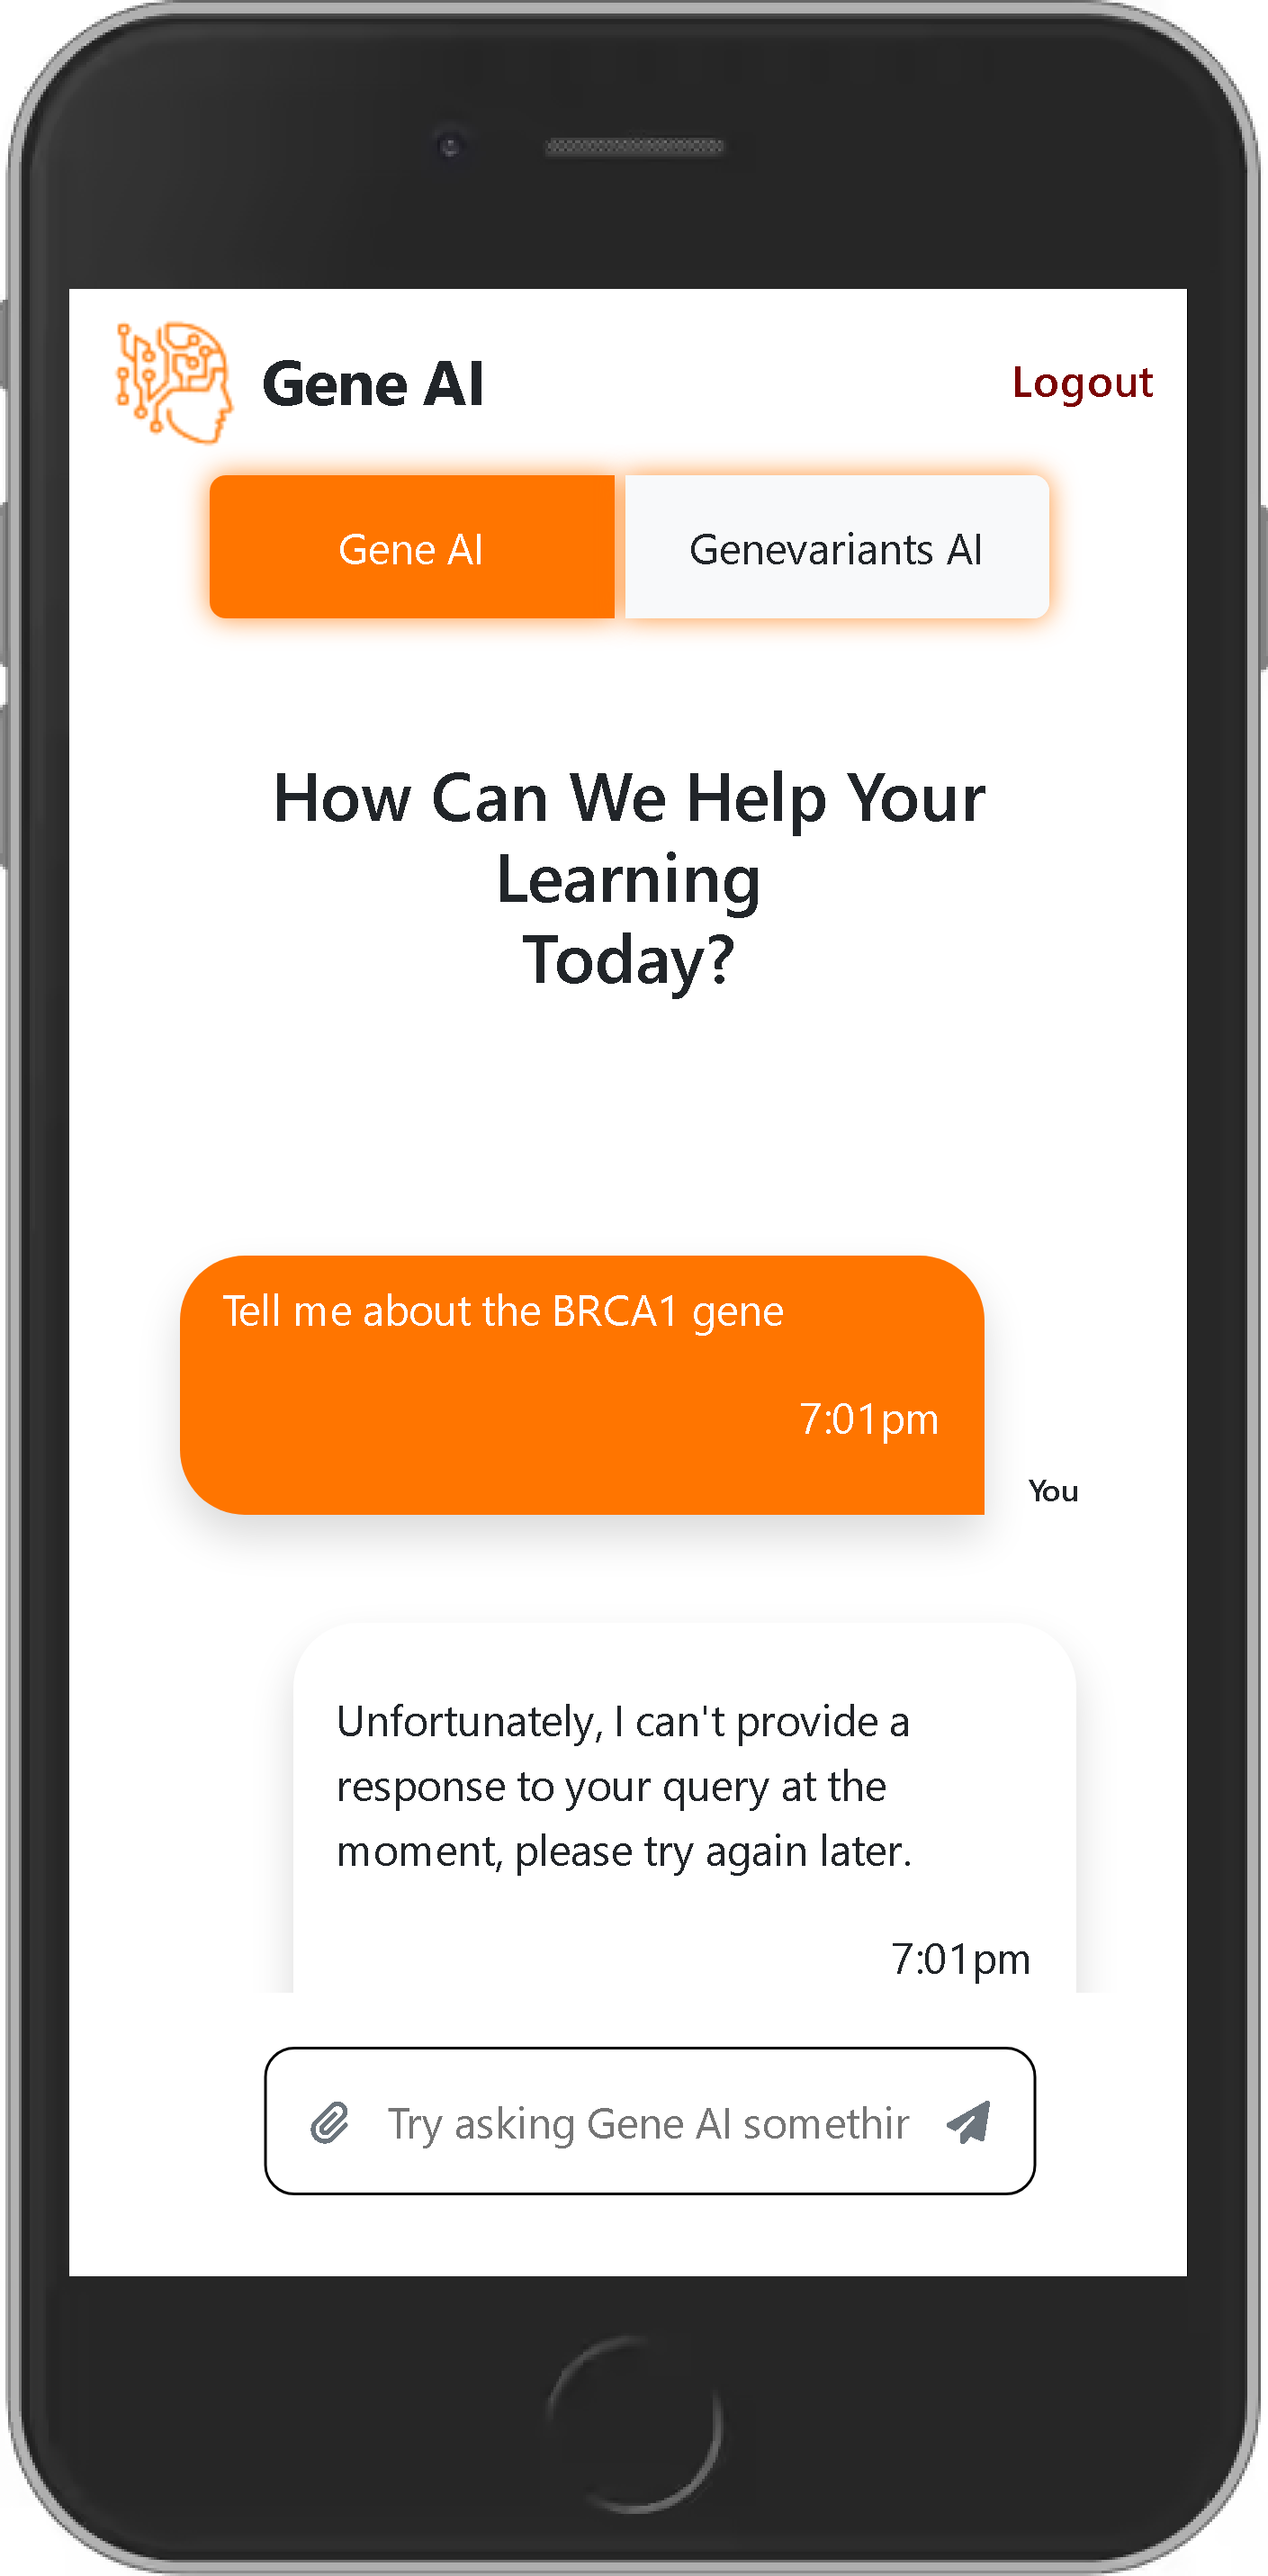 Gene AI
Logout
Gene AI
Genevariants AI
How Can We Help Your
Learning
Today?
Tell me about the BRCA1 gene
7:01pm
You
Unfortunately, I can't provide a
response to your query at the
moment, please try again later.
7:01pm
Try asking Gene AI somethir